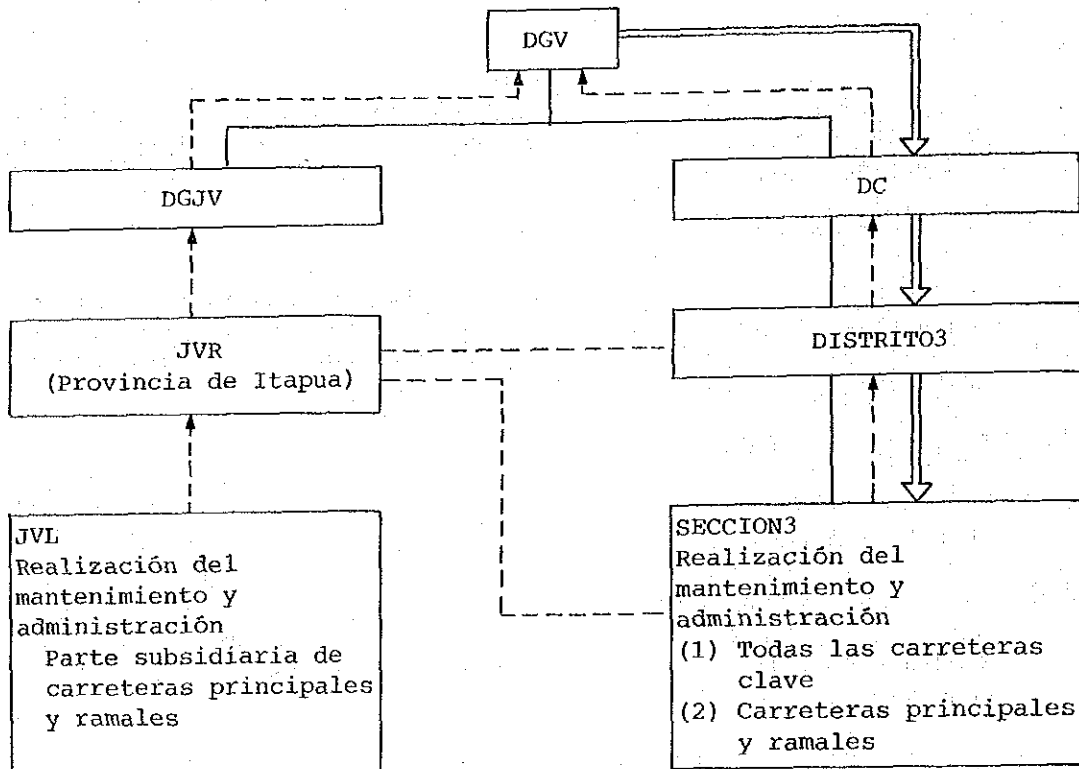 DGV
DGJV
DC
JVR
(Provincia de Itapua)
DISTRITO3
JVL
Realización del
mantenimiento y
administración
Parte subsidiaria de
carreteras principales
y ramales
SECCION3
Realización del
mantenimiento y
administración
(1) Todas las carreteras
clave
(2) Carreteras principales
y ramales